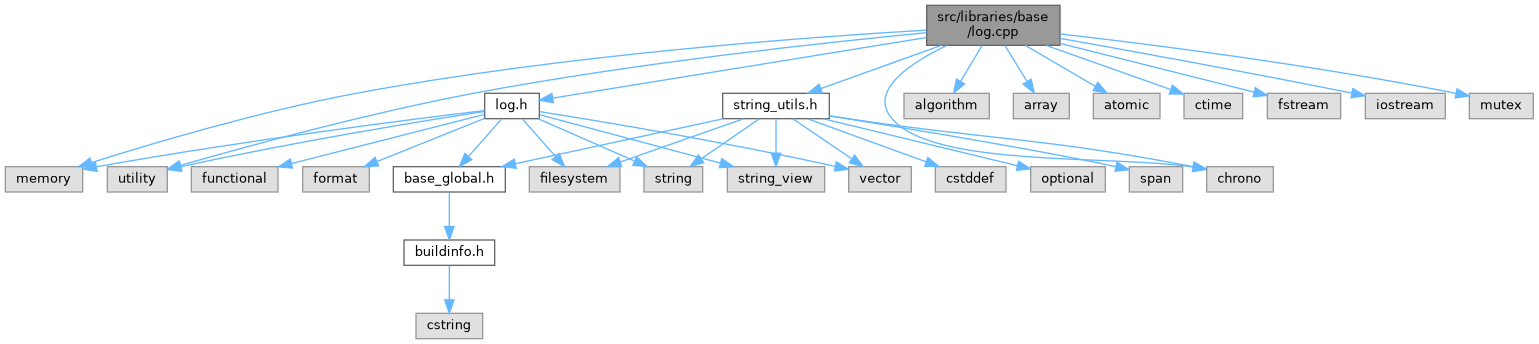 src/libraries/base
/log.cpp
log.h
string_utils.h
algorithm
array
atomic
ctime
fstream
iostream
mutex
memory
utility
functional
format
base_global.h
filesystem
string
string_view
vector
cstddef
optional
span
chrono
buildinfo.h
cstring